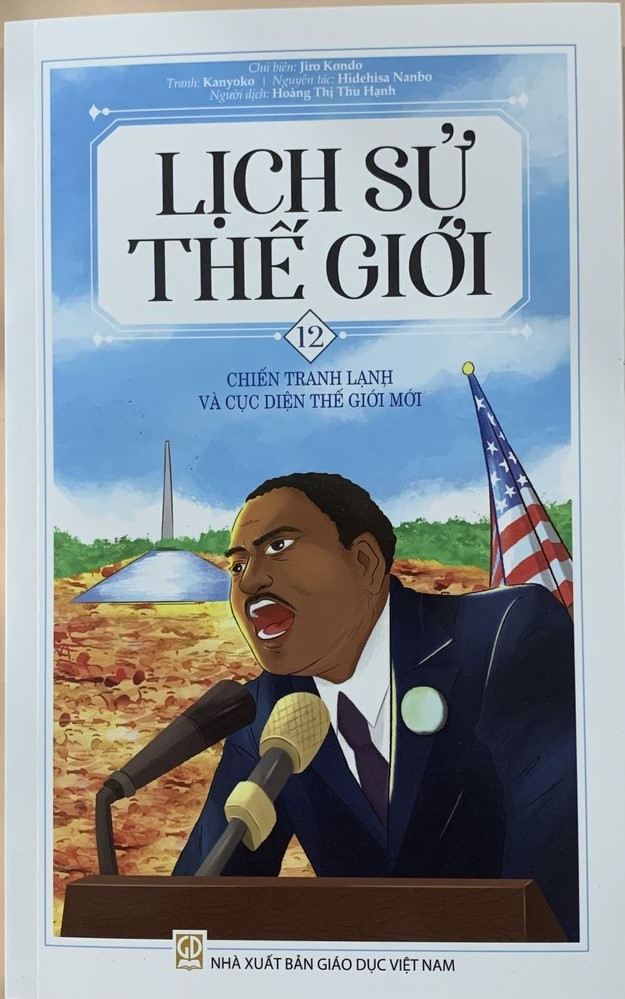 Chủ biên: Jiro Kondo
Tranh: Kanyoko | Nguyên tác: Hidehisa Nanbo
Người dịch: Hoàng Thị Thu Hạnh
LỊCH SỬ
THẾ GIỚI
12
CHIẾN TRANH LẠNH
VÀ CỤC DIỆN THẾ GIỚI MỚI
GD
NHÀ XUẤT BẢN GIÁO DỤC VIỆT NAM